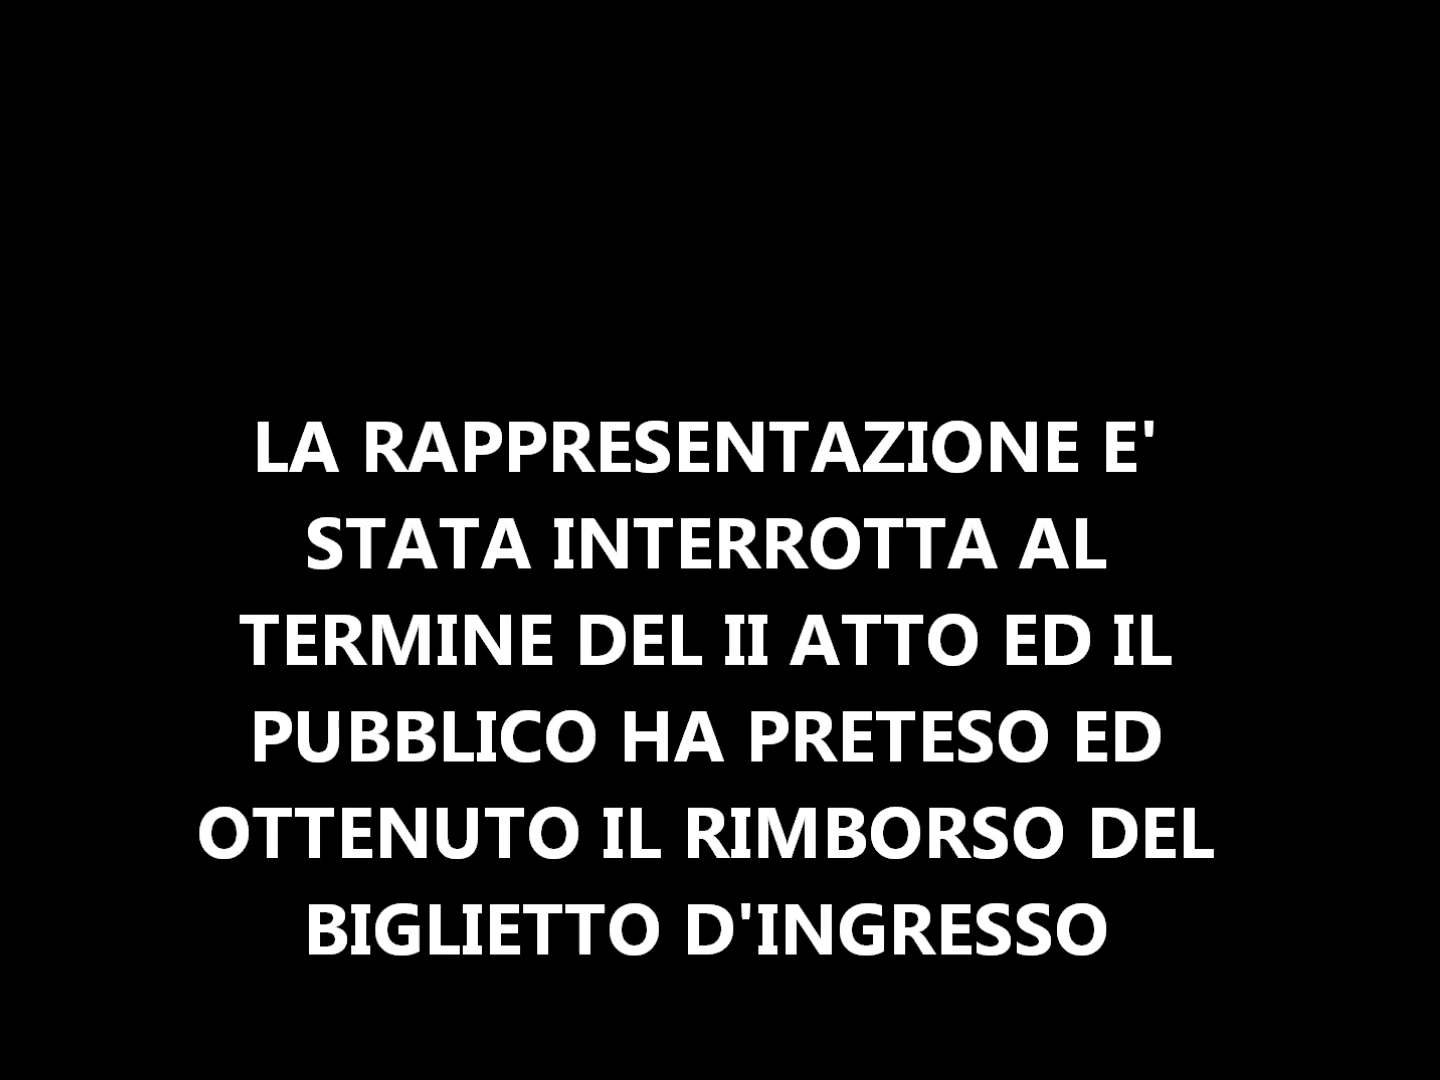 LA RAPPRESENTAZIONE E'
STATA INTERROTTA AL
TERMINE DEL II ATTO ED IL
PUBBLICO HA PRETESO ED
OTTENUTO IL RIMBORSO DEL
BIGLIETTO D'INGRESSO